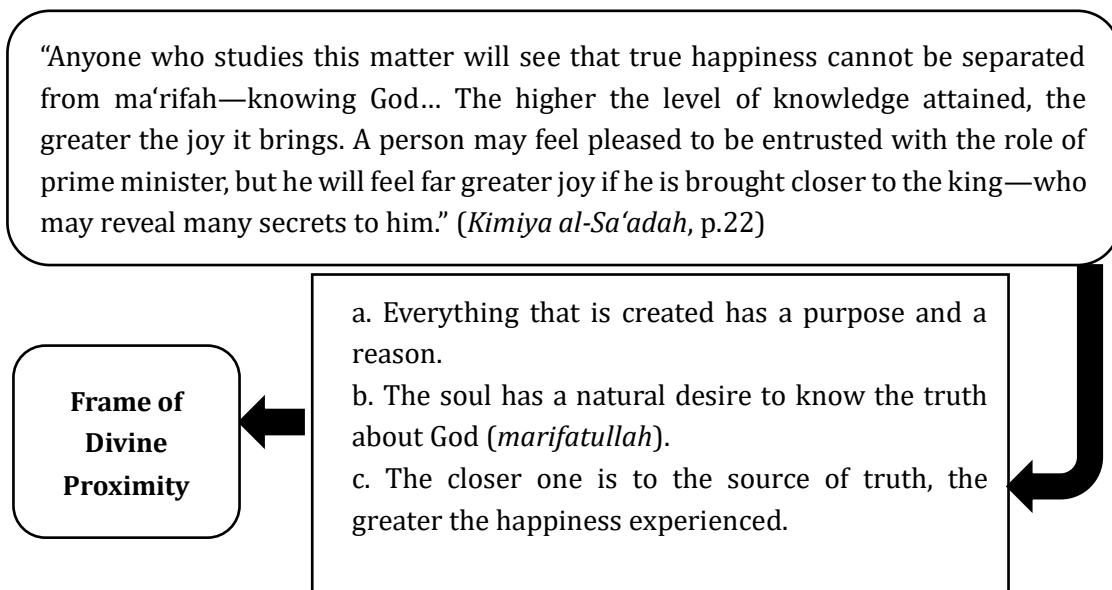 “Anyone who studies this matter will see that true happiness cannot be separated
from ma‘rifah—knowing God… The higher the level of knowledge attained, the
greater the joy it brings. A person may feel pleased to be entrusted with the role of
prime minister, but he will feel far greater joy if he is brought closer to the king—who
may reveal many secrets to him.” (Kimiya al-Sa‘adah, p.22)
a. Everything that is created has a purpose and a
reason.
b. The soul has a natural desire to know the truth
about God (marifatullah).
c. The closer one is to the source of truth, the
greater the happiness experienced.
Frame of
Divine
Proximity